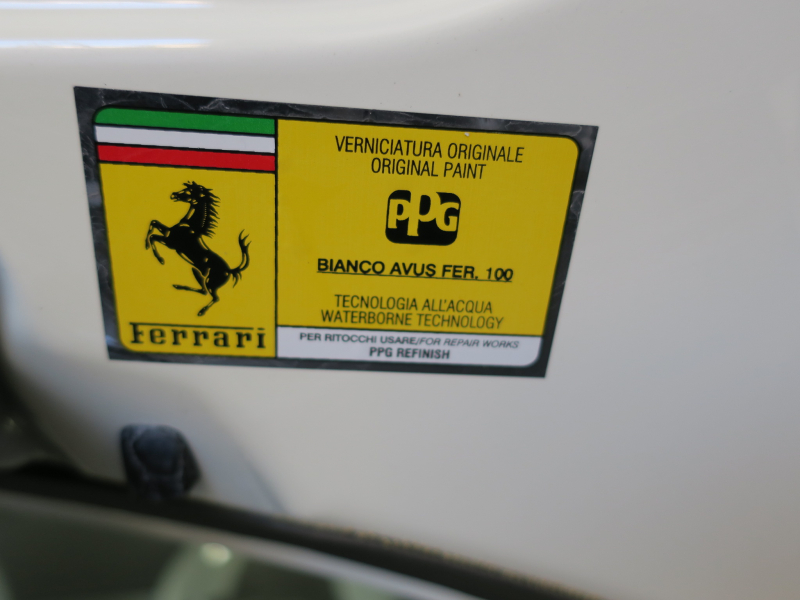 VERNICIATURA ORIGINALE
ORIGINAL PAINT
PPG
BIANCO AVUS FER. 100
TECNOLOGIA ALL'ACQUA
WATERBORNE TECHNOLOGY
Ferrari
PER RITOCCHI USARE/FOR REPAIR WORKS
PPG REFINISH